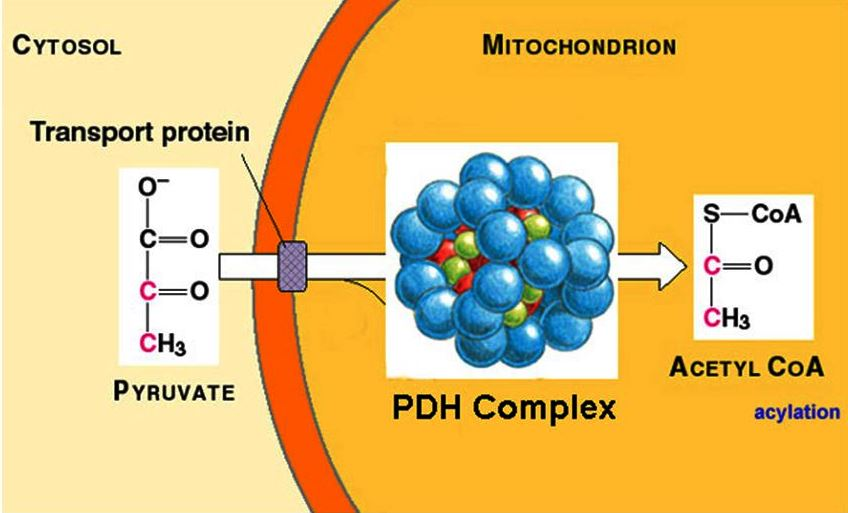 CYTOSOL
MITOCHONDRION
Transport protein
O−
C=O
C=O
CH3
PYRUVATE
PDH Complex
S—CoA
C=O
CH3
ACETYL COA
acylation